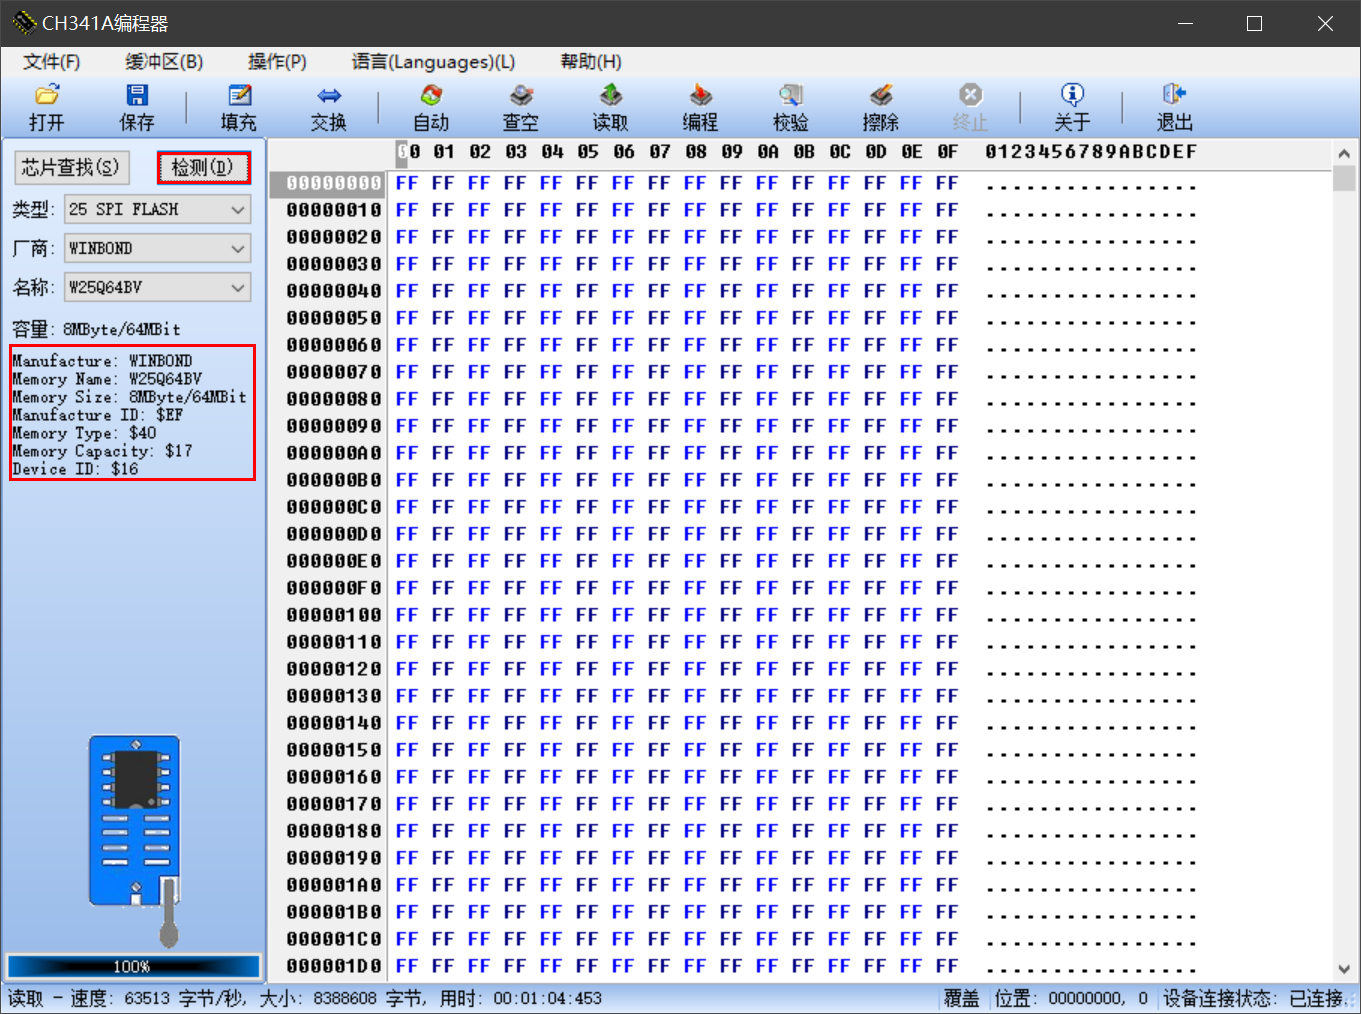 CH341A编程器
文件(F) 缓冲区(B) 操作(P) 语言(Languages)(L) 帮助(H)
打开 保存 填充 交换 自动 查空 读取 编程 校验 擦除 终止 关于 退出
芯片查找(S) 检测(D)
类型: 25 SPI FLASH
厂商: WINBOND
名称: W25Q64BV
容量: 8MByte/64MBit
Manufacture: WINBOND
Memory Name: W25Q64BV
Memory Size: 8MByte/64MBit
Manufacture ID: $EF
Memory Type: $40
Memory Capacity: $17
Device ID: $16
100%
00 01 02 03 04 05 06 07 08 09 0A 0B 0C 0D 0E 0F 0123456789ABCDEF
00000000 FF FF FF FF FF FF FF FF FF FF FF FF FF FF FF FF ................
00000010 FF FF FF FF FF FF FF FF FF FF FF FF FF FF FF FF ................
00000020 FF FF FF FF FF FF FF FF FF FF FF FF FF FF FF FF ................
00000030 FF FF FF FF FF FF FF FF FF FF FF FF FF FF FF FF ................
00000040 FF FF FF FF FF FF FF FF FF FF FF FF FF FF FF FF ................
00000050 FF FF FF FF FF FF FF FF FF FF FF FF FF FF FF FF ................
00000060 FF FF FF FF FF FF FF FF FF FF FF FF FF FF FF FF ................
00000070 FF FF FF FF FF FF FF FF FF FF FF FF FF FF FF FF ................
00000080 FF FF FF FF FF FF FF FF FF FF FF FF FF FF FF FF ................
00000090 FF FF FF FF FF FF FF FF FF FF FF FF FF FF FF FF ................
000000A0 FF FF FF FF FF FF FF FF FF FF FF FF FF FF FF FF ................
000000B0 FF FF FF FF FF FF FF FF FF FF FF FF FF FF FF FF ................
000000C0 FF FF FF FF FF FF FF FF FF FF FF FF FF FF FF FF ................
000000D0 FF FF FF FF FF FF FF FF FF FF FF FF FF FF FF FF ................
000000E0 FF FF FF FF FF FF FF FF FF FF FF FF FF FF FF FF ................
000000F0 FF FF FF FF FF FF FF FF FF FF FF FF FF FF FF FF ................
00000100 FF FF FF FF FF FF FF FF FF FF FF FF FF FF FF FF ................
00000110 FF FF FF FF FF FF FF FF FF FF FF FF FF FF FF FF ................
00000120 FF FF FF FF FF FF FF FF FF FF FF FF FF FF FF FF ................
00000130 FF FF FF FF FF FF FF FF FF FF FF FF FF FF FF FF ................
00000140 FF FF FF FF FF FF FF FF FF FF FF FF FF FF FF FF ................
00000150 FF FF FF FF FF FF FF FF FF FF FF FF FF FF FF FF ................
00000160 FF FF FF FF FF FF FF FF FF FF FF FF FF FF FF FF ................
00000170 FF FF FF FF FF FF FF FF FF FF FF FF FF FF FF FF ................
00000180 FF FF FF FF FF FF FF FF FF FF FF FF FF FF FF FF ................
00000190 FF FF FF FF FF FF FF FF FF FF FF FF FF FF FF FF ................
000001A0 FF FF FF FF FF FF FF FF FF FF FF FF FF FF FF FF ................
000001B0 FF FF FF FF FF FF FF FF FF FF FF FF FF FF FF FF ................
000001C0 FF FF FF FF FF FF FF FF FF FF FF FF FF FF FF FF ................
000001D0 FF FF FF FF FF FF FF FF FF FF FF FF FF FF FF FF ................
读取 - 速度: 63513 字节/秒, 大小: 8388608 字节, 用时: 00:01:04:453 覆盖 位置: 00000000, 0 设备连接状态: 已连接.